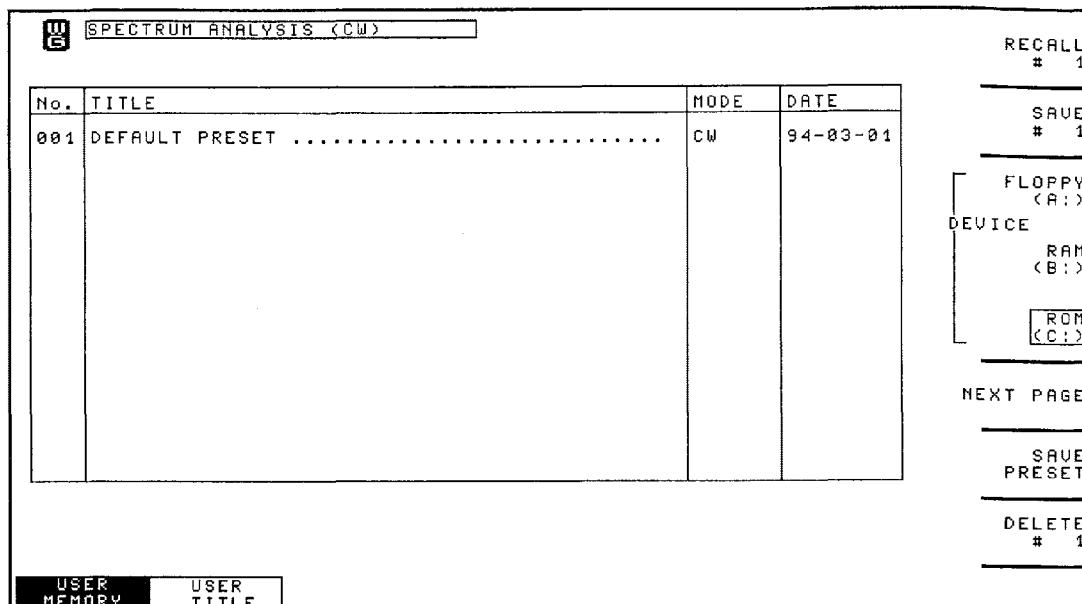 WG
SPECTRUM ANALYSIS (CW)
No. TITLE MODE DATE
001 DEFAULT PRESET ............................ CW 94-03-01
RECALL
# 1
SAVE
# 1
FLOPPY
(A:)
DEVICE
RAM
(B:)
ROM
(C:)
NEXT PAGE
SAVE
PRESET
DELETE
# 1
USER
MEMORY
USER
TITLE